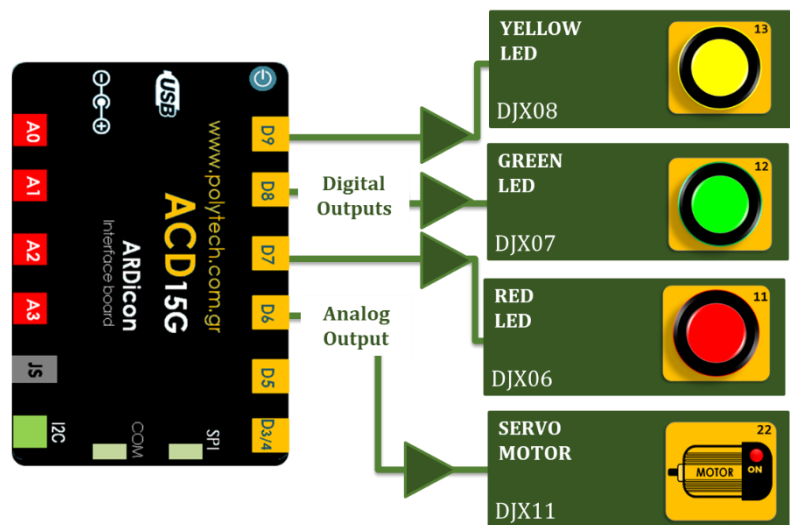 USB
A0
A1
A2
A3
JS
I2C
COM
SPI
D9
D8
D7
D6
D5
D3/4
www.polytech.com.gr
ACD15G
ARDicon
Interface board
Digital
Outputs
Analog
Output
YELLOW
LED
DJX08
13
GREEN
LED
DJX07
12
RED
LED
DJX06
11
SERVO
MOTOR
DJX11
22
MOTOR
ON